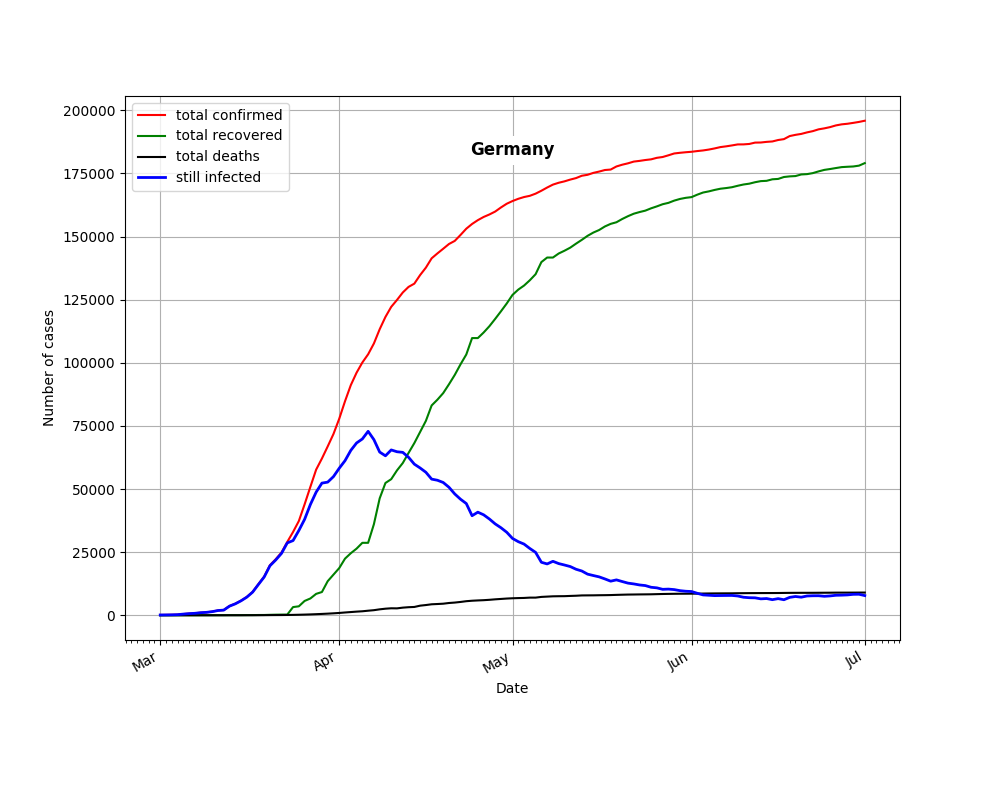 Germany
total confirmed
total recovered
total deaths
still infected
200000
175000
150000
125000
100000
75000
50000
25000
0
Number of cases
Mar
Apr
May
Jun
Jul
Date